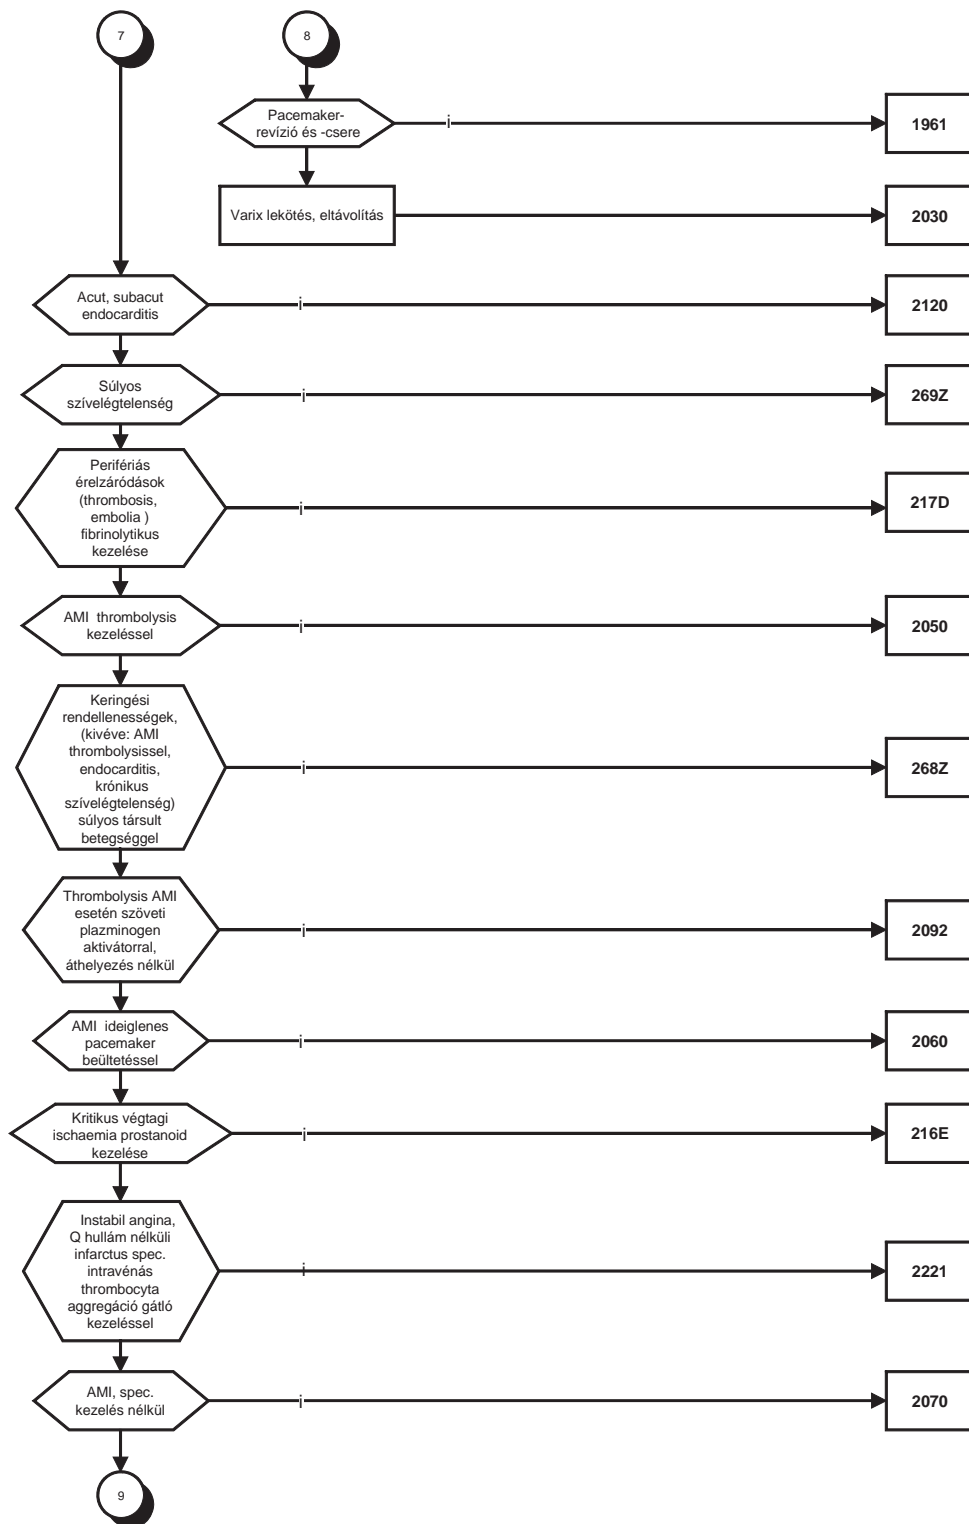 7
8
Pacemaker-
revízió és -csere
i
1961
Varix lekötés, eltávolítás
2030
Acut, subacut
endocarditis
i
2120
Súlyos
szívelégtelenség
i
269Z
Perifériás
érelzáródások
(thrombosis,
embolia )
fibrinolytikus
kezelése
i
217D
AMI  thrombolysis
kezeléssel
i
2050
Keringési
rendellenességek,
(kivéve: AMI
thrombolysissel,
endocarditis,
krónikus
szívelégtelenség)
súlyos társult
betegséggel
i
268Z
Thrombolysis AMI
esetén szöveti
plazminogen
aktivátorral,
áthelyezés nélkül
i
2092
AMI  ideiglenes
pacemaker
beültetéssel
i
2060
Kritikus végtagi
ischaemia prostanoid
kezelése
i
216E
Instabil angina,
Q hullám nélküli
infarctus spec.
intravénás
thrombocyta
aggregáció gátló
kezeléssel
i
2221
AMI, spec.
kezelés nélkül
i
2070
9